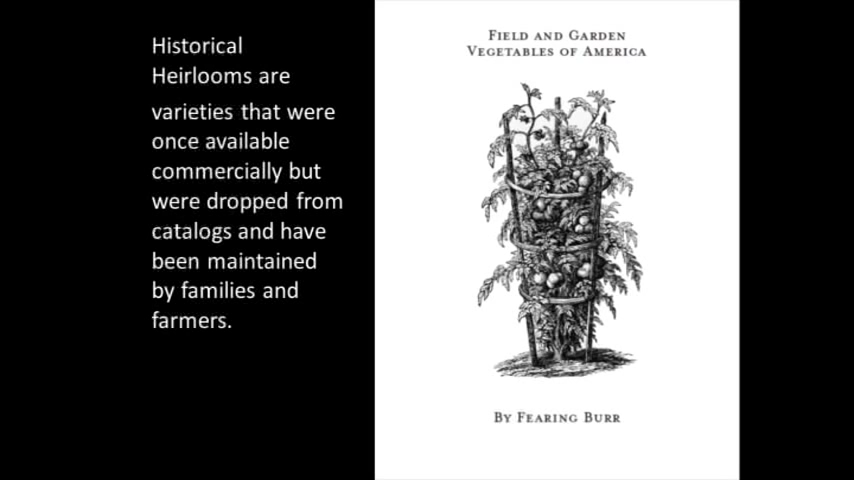 Historical
Heirlooms are
varieties that were
once available
commercially but
were dropped from
catalogs and have
been maintained
by families and
farmers.
Field and Garden
Vegetables of America
By Fearing Burr